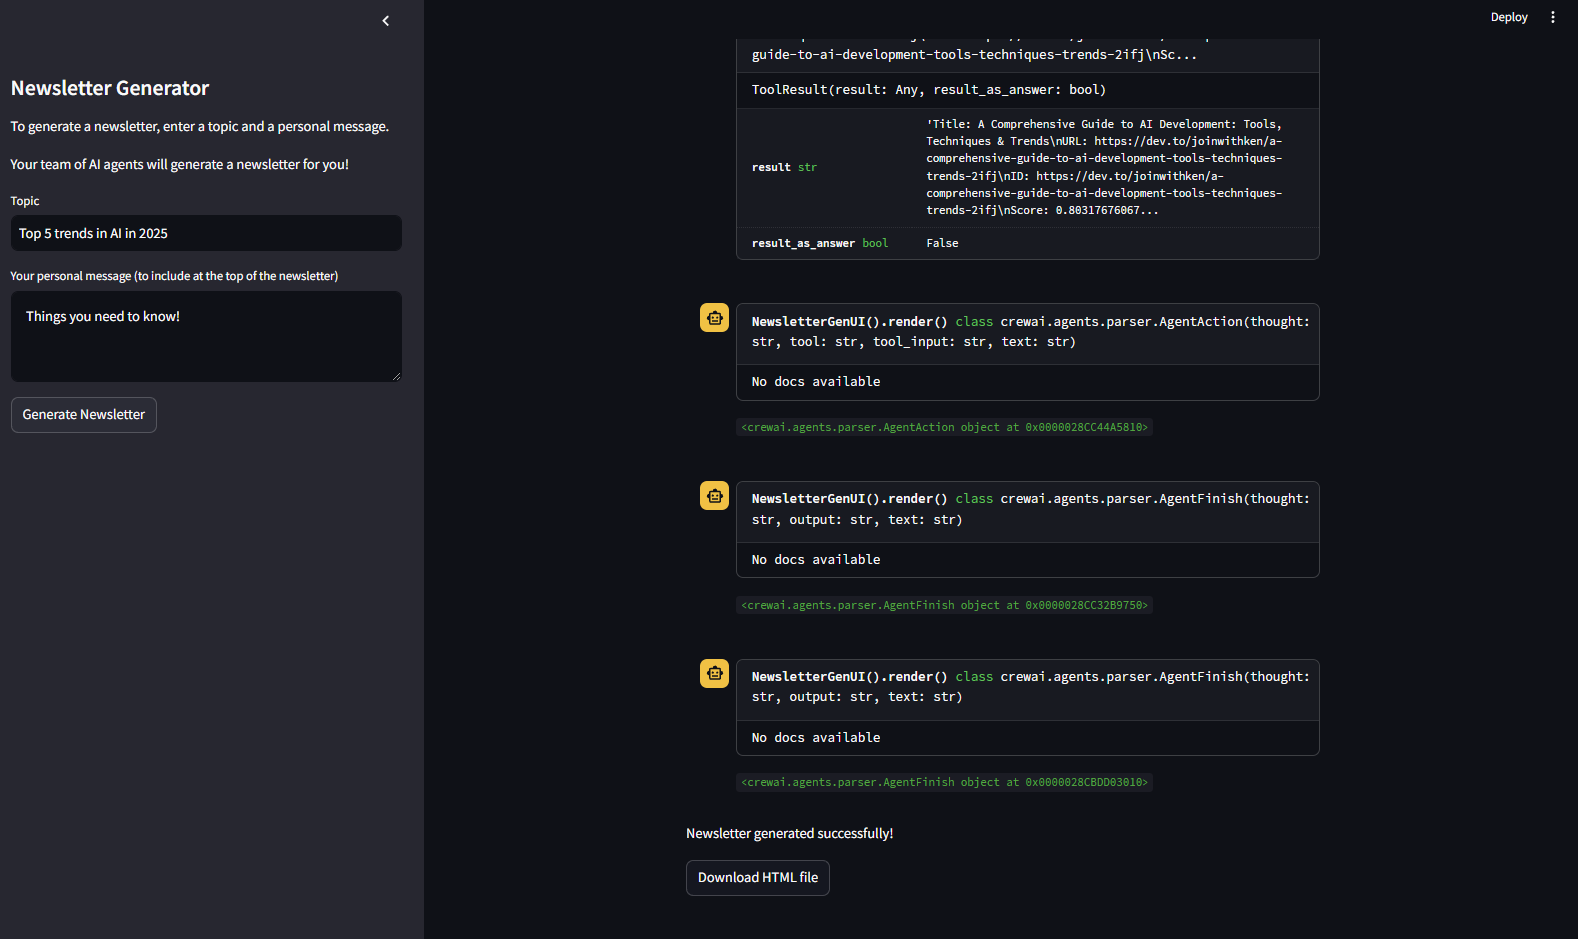 Deploy
Newsletter Generator
To generate a newsletter, enter a topic and a personal message.
Your team of AI agents will generate a newsletter for you!
Topic
Top 5 trends in AI in 2025
Your personal message (to include at the top of the newsletter)
Things you need to know!
Generate Newsletter
guide-to-ai-development-tools-techniques-trends-2ifj\nSc...
ToolResult(result: Any, result_as_answer: bool)
result str
'Title: A Comprehensive Guide to AI Development: Tools,
Techniques & Trends\nURL: https://dev.to/joinwithken/a-
comprehensive-guide-to-ai-development-tools-techniques-
trends-2ifj\nID: https://dev.to/joinwithken/a-
comprehensive-guide-to-ai-development-tools-techniques-
trends-2ifj\nScore: 0.80317676067...
result_as_answer bool False
NewsletterGenUI().render() class crewai.agents.parser.AgentAction(thought:
str, tool: str, tool_input: str, text: str)
No docs available
<crewai.agents.parser.AgentAction object at 0x0000028CC44A5810>
NewsletterGenUI().render() class crewai.agents.parser.AgentFinish(thought:
str, output: str, text: str)
No docs available
<crewai.agents.parser.AgentFinish object at 0x0000028CC32B9750>
NewsletterGenUI().render() class crewai.agents.parser.AgentFinish(thought:
str, output: str, text: str)
No docs available
<crewai.agents.parser.AgentFinish object at 0x0000028CBDD03010>
Newsletter generated successfully!
Download HTML file